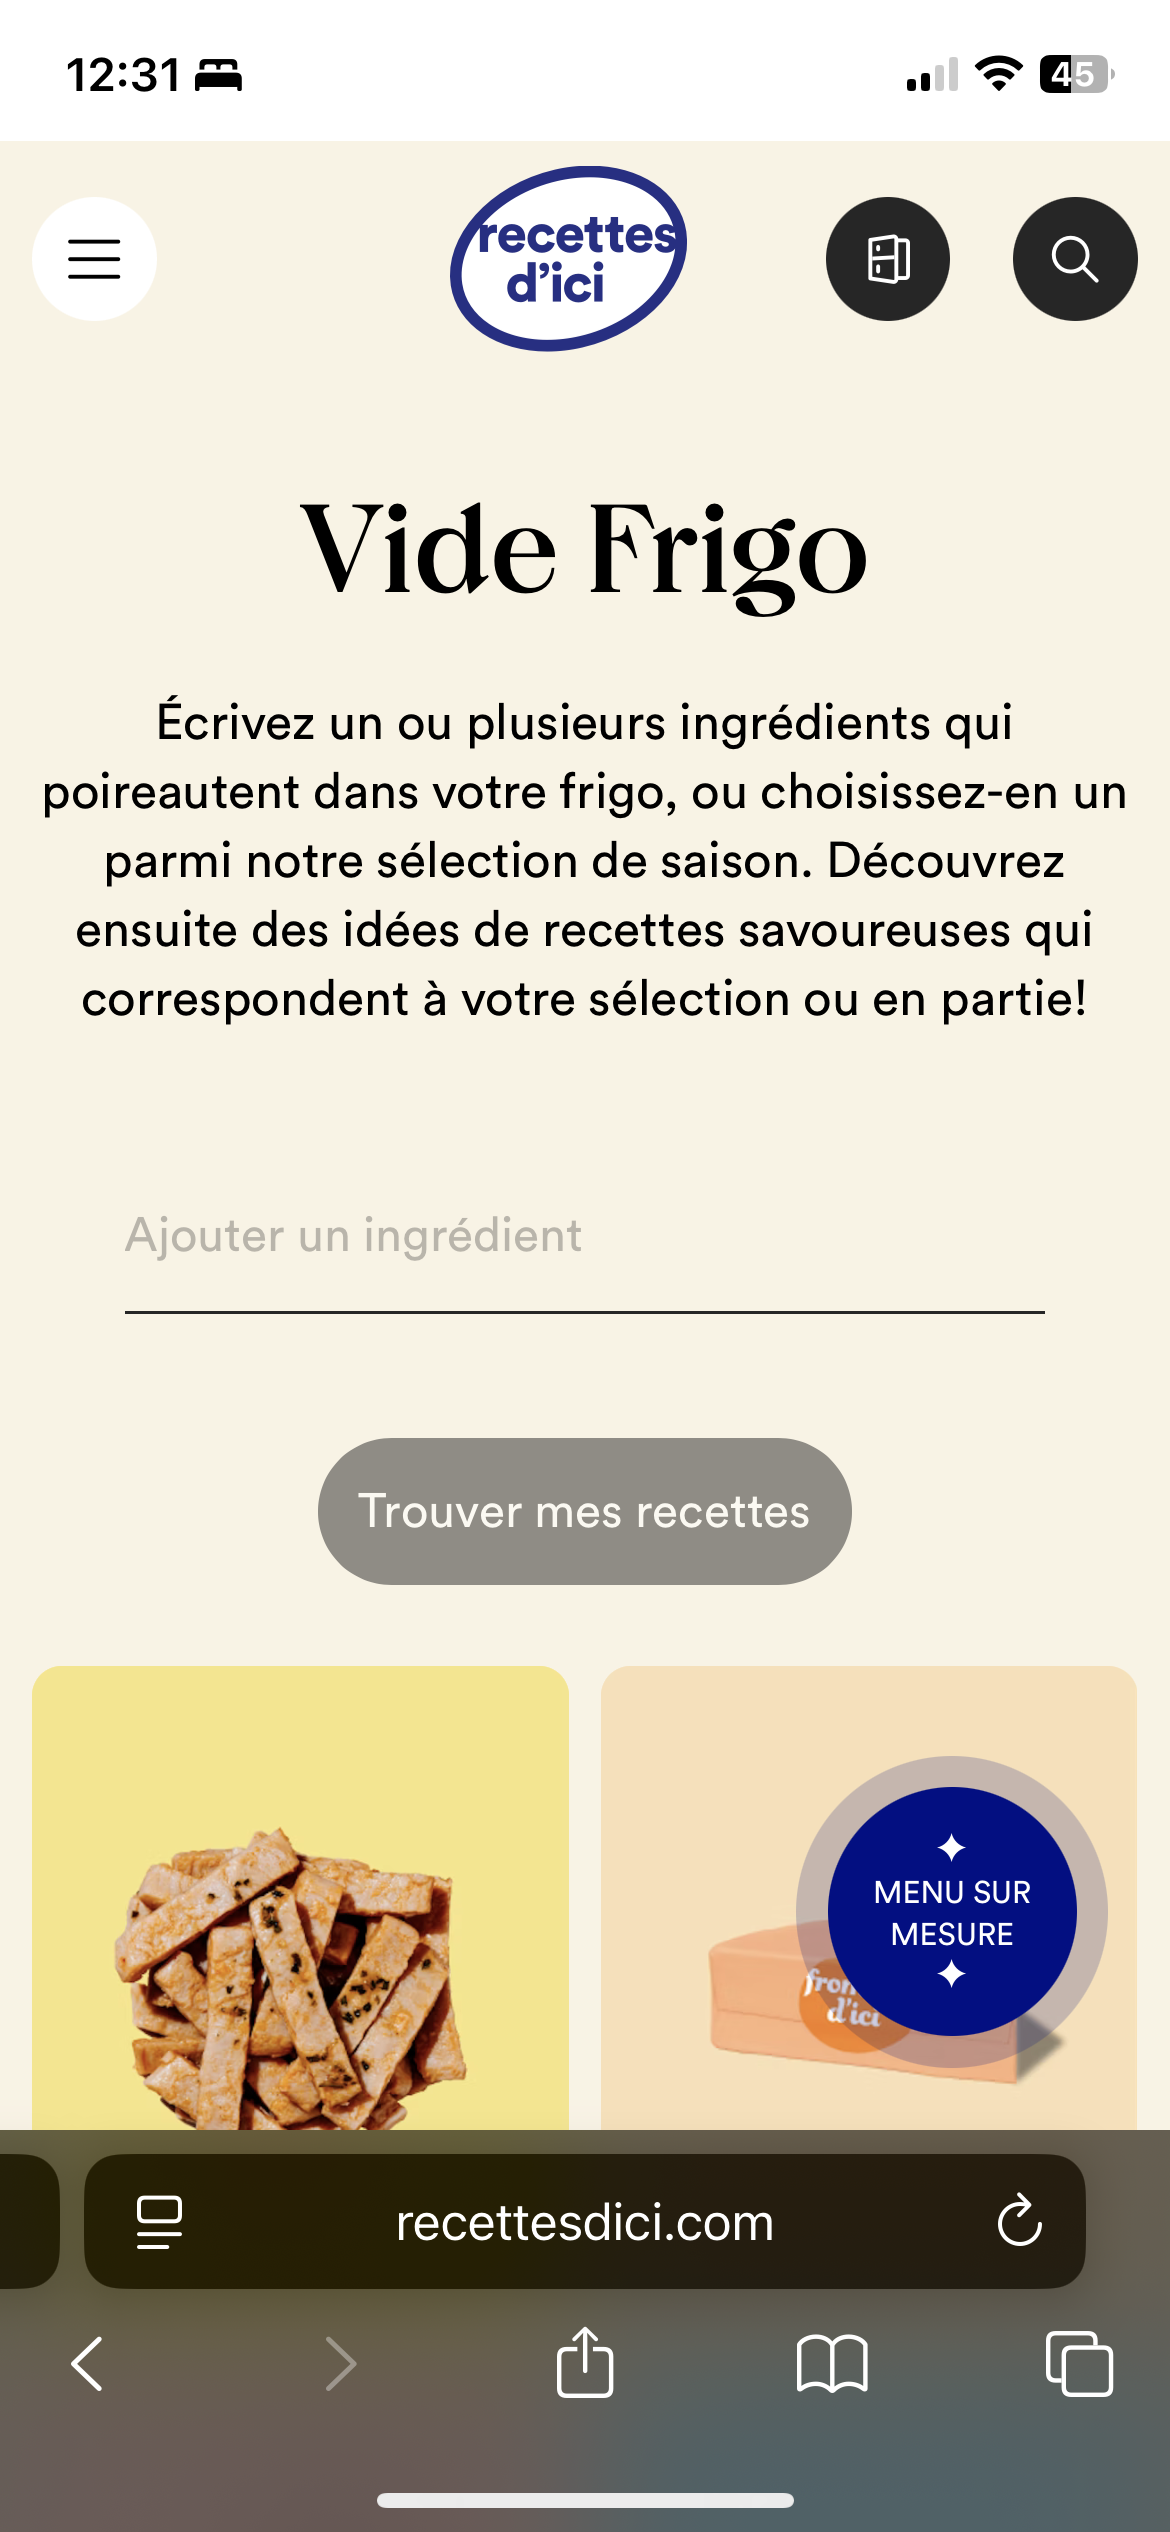 12:31
45
recettes
d’ici
Vide Frigo
Écrivez un ou plusieurs ingrédients qui
poireautent dans votre frigo, ou choisissez-en un
parmi notre sélection de saison. Découvrez
ensuite des idées de recettes savoureuses qui
correspondent à votre sélection ou en partie!
Ajouter un ingrédient
Trouver mes recettes
MENU SUR
MESURE
d’ici
recettesdici.com